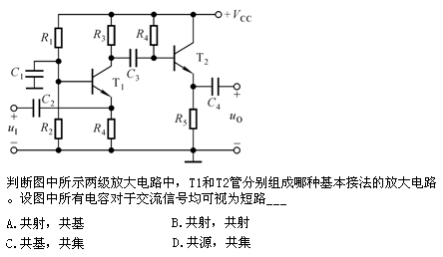 +V_CC
R₁
R₃
R₄
T₂
C₁
T₁
C₃
C₂
C₄
+
+
u_I
R₂
R₄
R₅
u_O
−
−
判断图中所示两级放大电路中，T1和T2管分别组成哪种基本接法的放大电路
。设图中所有电容对于交流信号均可视为短路___
A.共射，共基 B.共射，共射
C.共基，共集 D.共源，共集